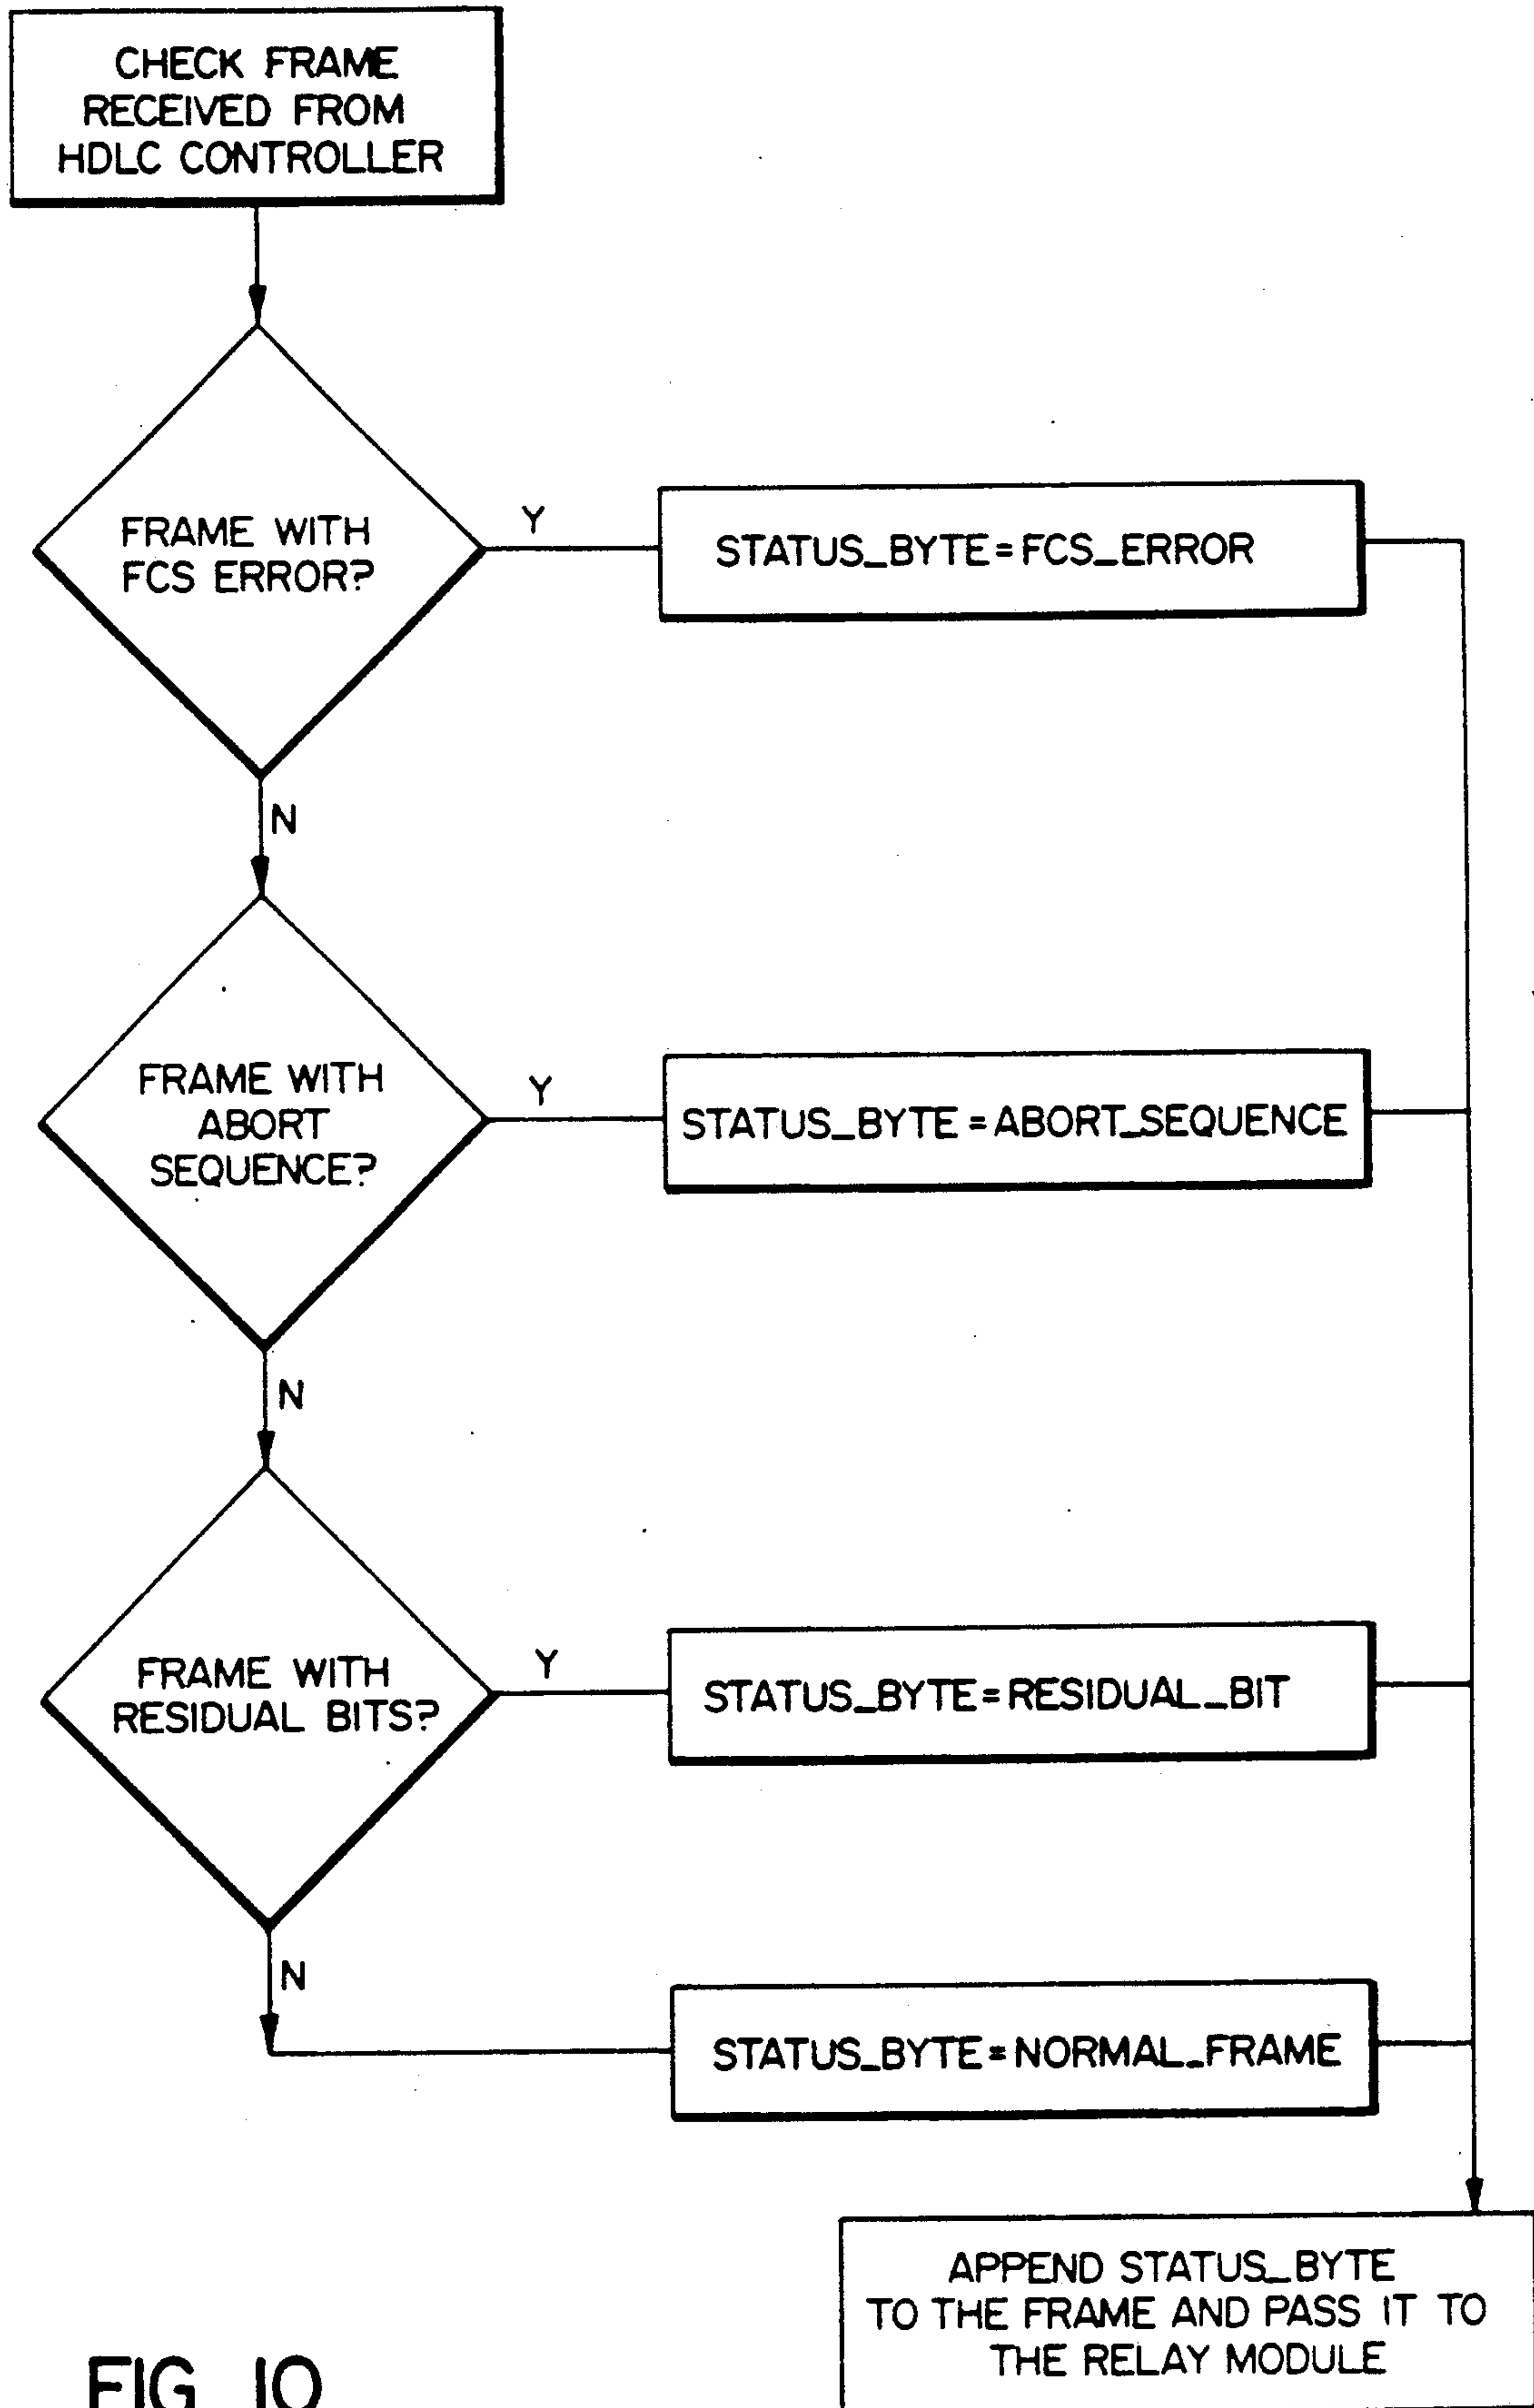 CHECK FRAME
RECEIVED FROM
HDLC CONTROLLER
FRAME WITH
FCS ERROR?
Y
STATUS_BYTE=FCS_ERROR
N
FRAME WITH
ABORT
SEQUENCE?
Y
STATUS_BYTE=ABORT_SEQUENCE
N
FRAME WITH
RESIDUAL BITS?
Y
STATUS_BYTE=RESIDUAL_BIT
N
STATUS_BYTE=NORMAL_FRAME
APPEND STATUS_BYTE
TO THE FRAME AND PASS IT TO
THE RELAY MODULE
FIG 10